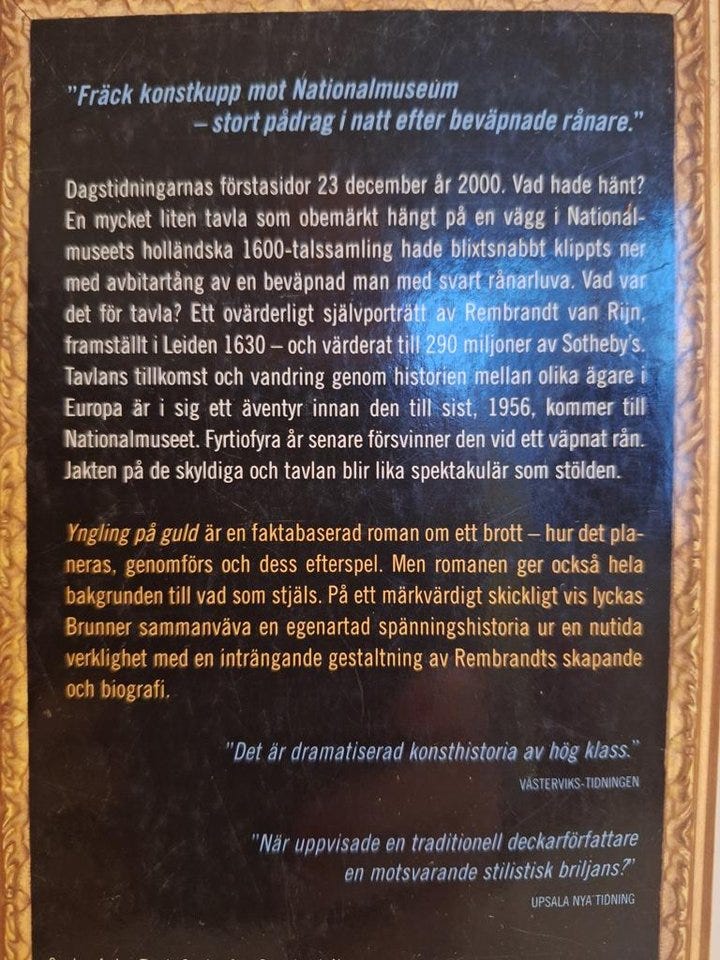 "Fräck konstkupp mot Nationalmuseum
– stort pådrag i natt efter beväpnade rånare."
Dagstidningarnas förstasidor 23 december år 2000. Vad hade hänt?
En mycket liten tavla som obemärkt hängt på en vägg i National-
museets holländska 1600-talssamling hade blixtsnabbt klippts ner
med avbitartång av en beväpnad man med svart rånarluva. Vad var
det för tavla? Ett ovärderligt självporträtt av Rembrandt van Rijn,
framställt i Leiden 1630 – och värderat till 290 miljoner av Sotheby's.
Tavlans tillkomst och vandring genom historien mellan olika ägare i
Europa är i sig ett äventyr innan den till sist, 1956, kommer till
Nationalmuseet. Fyrtiofyra år senare försvinner den vid ett väpnat rån.
Jakten på de skyldiga och tavlan blir lika spektakulär som stölden.
Yngling på guld är en faktabaserad roman om ett brott – hur det pla-
neras, genomförs och dess efterspel. Men romanen ger också hela
bakgrunden till vad som stjäls. På ett märkvärdigt skickligt vis lyckas
Brunner sammanväva en egenartad spänningshistoria ur en nutida
verklighet med en inträngande gestaltning av Rembrandts skapande
och biografi.
"Det är dramatiserad konsthistoria av hög klass."
VÄSTERVIKS-TIDNINGEN
"När uppvisade en traditionell deckarförfattare
en motsvarande stilistisk briljans?"
UPSALA NYA TIDNING